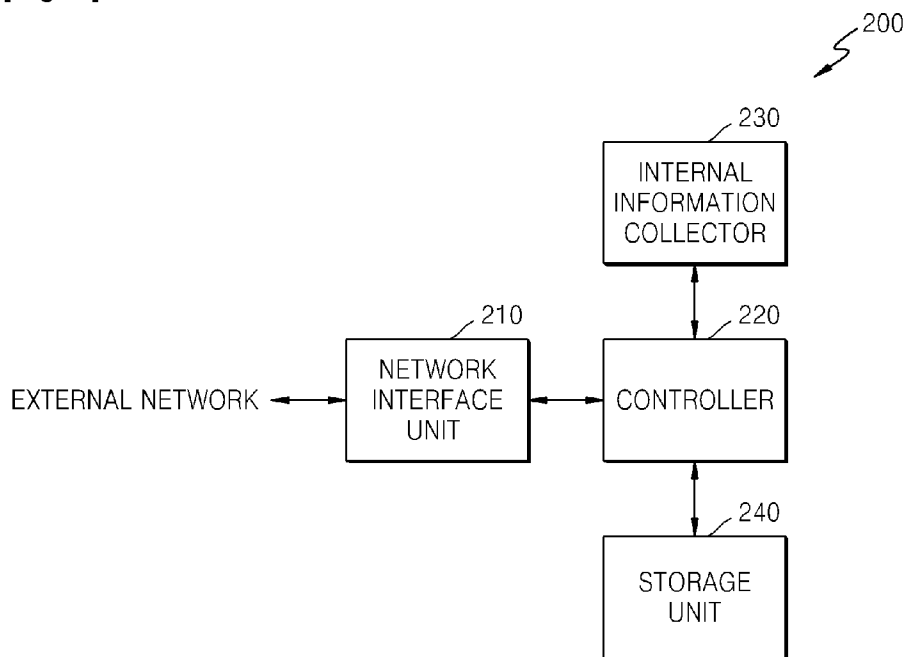 200
230
INTERNAL
INFORMATION
COLLECTOR
210
220
EXTERNAL NETWORK
NETWORK
INTERFACE
UNIT
CONTROLLER
240
STORAGE
UNIT